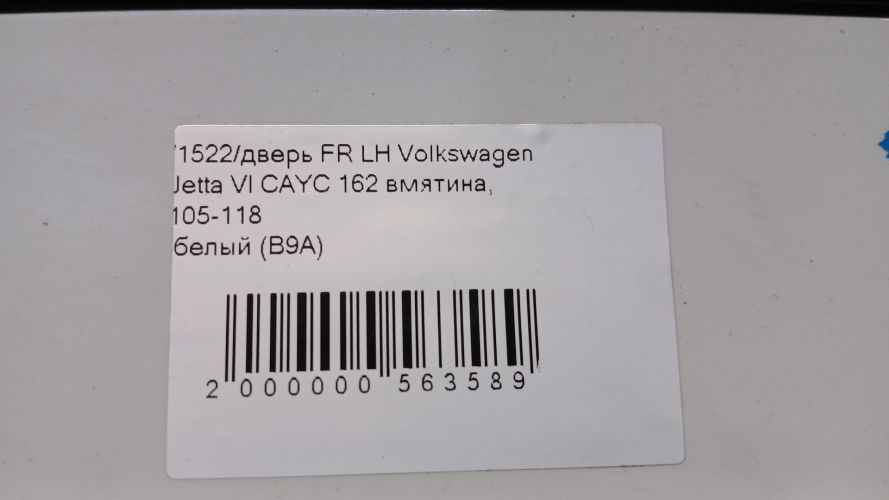 /1522/дверь FR LH Volkswagen
Jetta VI CAYC 162 вмятина,
105-118
белый (B9A)
2 000000 563589